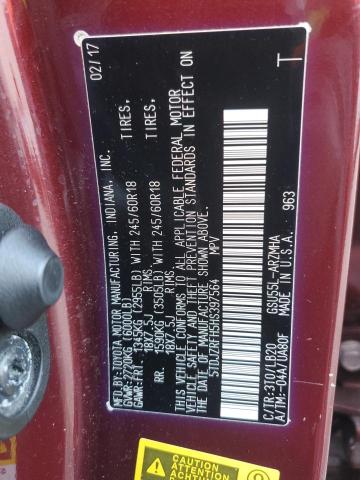 02/17
MFD.BY:TOYOTA MOTOR MANUFACTURING, INDIANA, INC.
GVWR:2720KG (6000LB)
GAWR:FRT. 1345KG (2955LB) WITH 245/60R18 TIRES.
18X7.5J RIMS.
RR. 1590KG (3505LB) WITH 245/60R18 TIRES.
18X7.5J RIMS.
THIS VEHICLE CONFORMS TO ALL APPLICABLE FEDERAL MOTOR
VEHICLE SAFETY AND THEFT PREVENTION STANDARDS IN EFFECT
ON THE DATE OF MANUFACTURE SHOWN ABOVE.
5TDJZRFH5HS397564 MPV
T
C/TR:3T0/LB20 GSU55L-ARZMHA
A/TM:-04A/UA80F MADE IN U.S.A. 963
CAUTION
ATTENTION